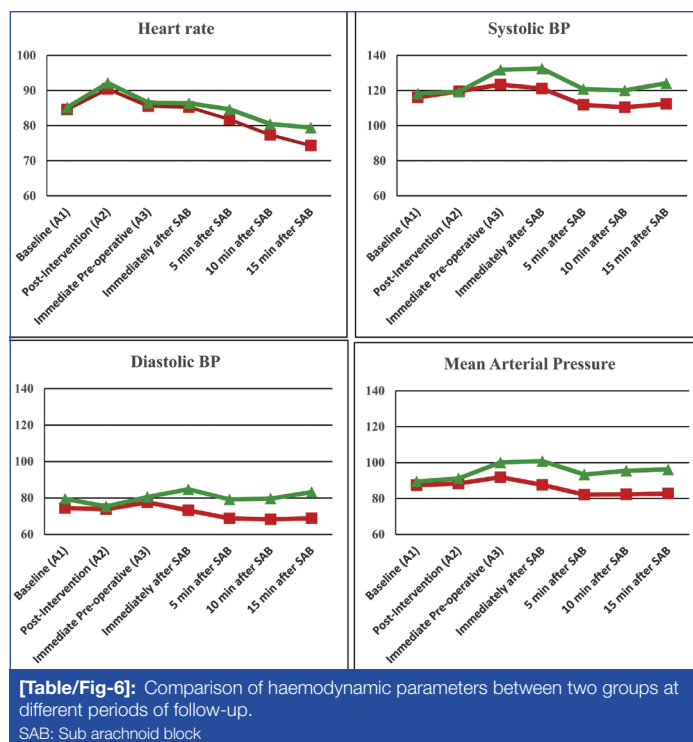 Heart rate
100
90
80
70
60
Baseline (A1)
Post-Intervention (A2)
Immediate Pre-operative (A3)
Immediately after SAB
5 min after SAB
10 min after SAB
15 min after SAB
Systolic BP
140
120
100
80
60
Baseline (A1)
Post-Intervention (A2)
Immediate Pre-operative (A3)
Immediately after SAB
5 min after SAB
10 min after SAB
15 min after SAB
Diastolic BP
140
120
100
80
60
Baseline (A1)
Post-Intervention (A2)
Immediate Pre-operative (A3)
Immediately after SAB
5 min after SAB
10 min after SAB
15 min after SAB
Mean Arterial Pressure
140
120
100
80
60
Baseline (A1)
Post-Intervention (A2)
Immediate Pre-operative (A3)
Immediately after SAB
5 min after SAB
10 min after SAB
15 min after SAB
[Table/Fig-6]: Comparison of haemodynamic parameters between two groups at
different periods of follow-up.
SAB: Sub arachnoid block